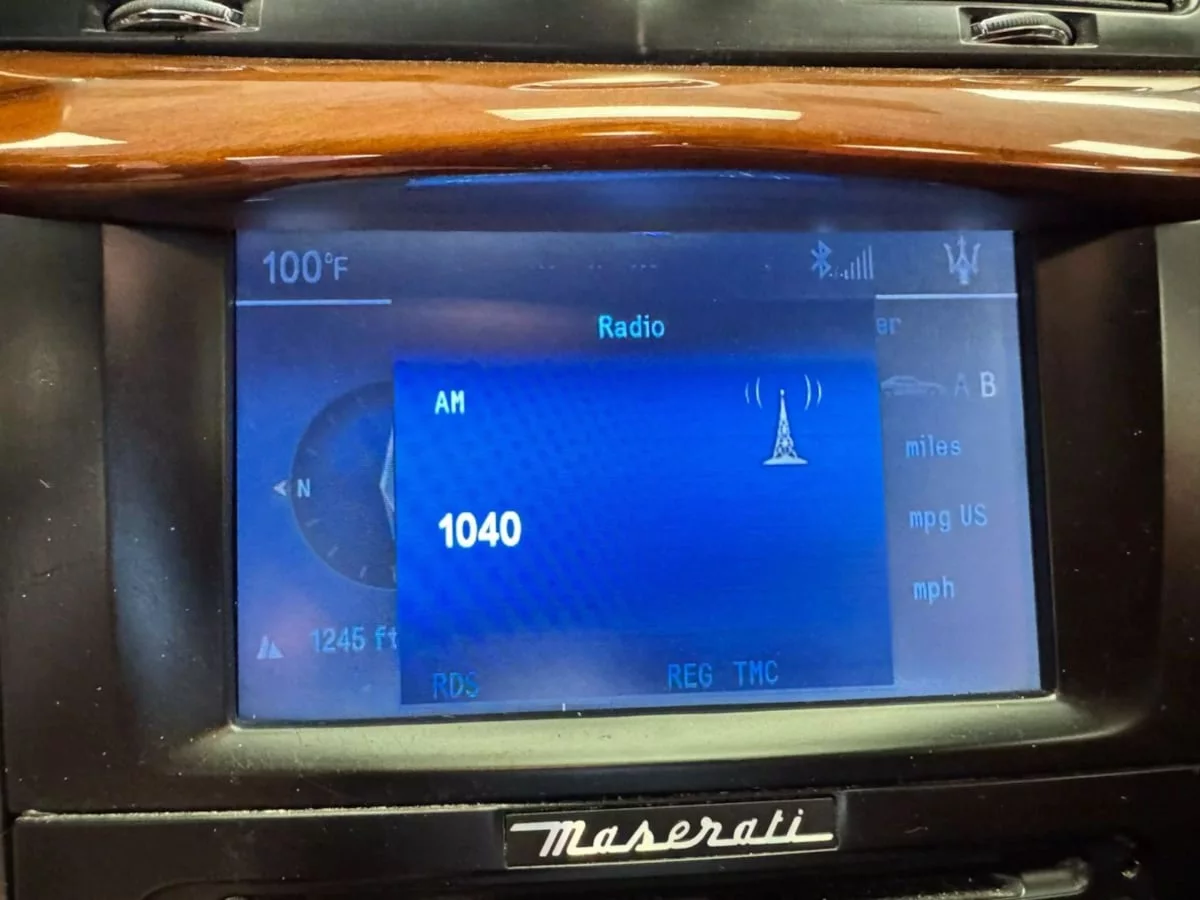 100°F
Radio
er
AM
A B
miles
N
1040
mpg US
mph
1245 ft
RDS
REG TMC
Maserati